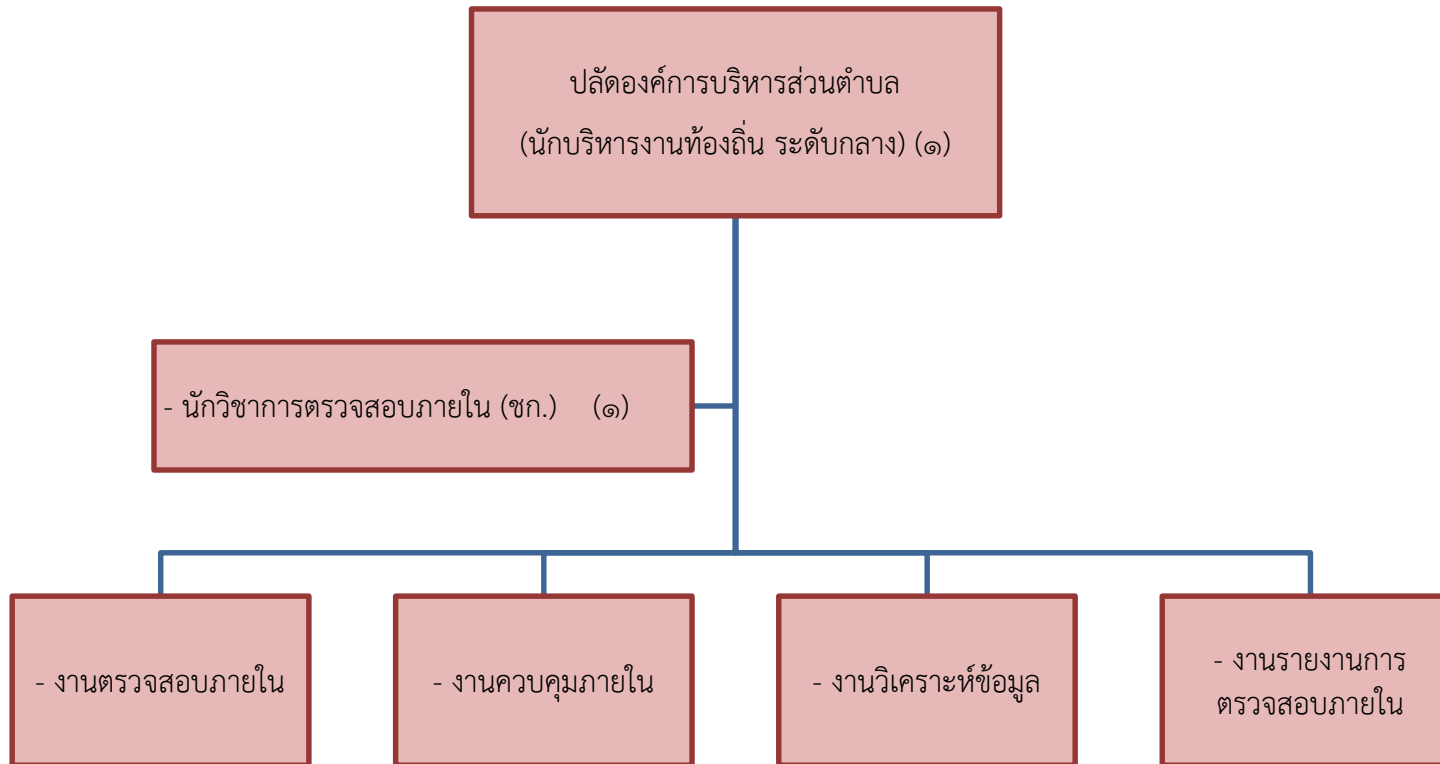 ปลัดองค์การบริหารส่วนตำบล
(นักบริหารงานท้องถิ่น ระดับกลาง) (๑)
- นักวิชาการตรวจสอบภายใน (ชก.) (๑)
- งานตรวจสอบภายใน
- งานควบคุมภายใน
- งานวิเคราะห์ข้อมูล
- งานรายงานการ
ตรวจสอบภายใน